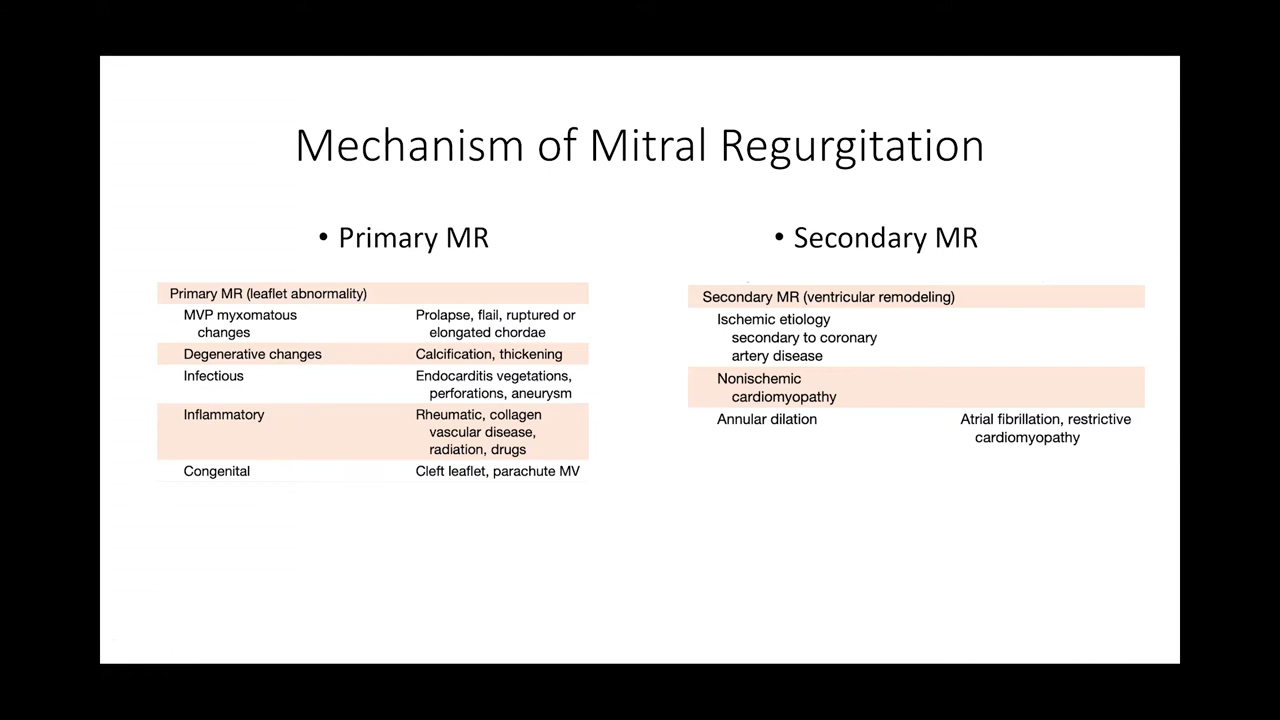 Mechanism of Mitral Regurgitation
• Primary MR
Primary MR (leaflet abnormality)
MVP myxomatous changes
Prolapse, flail, ruptured or elongated chordae
Degenerative changes
Calcification, thickening
Infectious
Endocarditis vegetations, perforations, aneurysm
Inflammatory
Rheumatic, collagen vascular disease, radiation, drugs
Congenital
Cleft leaflet, parachute MV
• Secondary MR
Secondary MR (ventricular remodeling)
Ischemic etiology secondary to coronary artery disease
Nonischemic cardiomyopathy
Annular dilation
Atrial fibrillation, restrictive cardiomyopathy